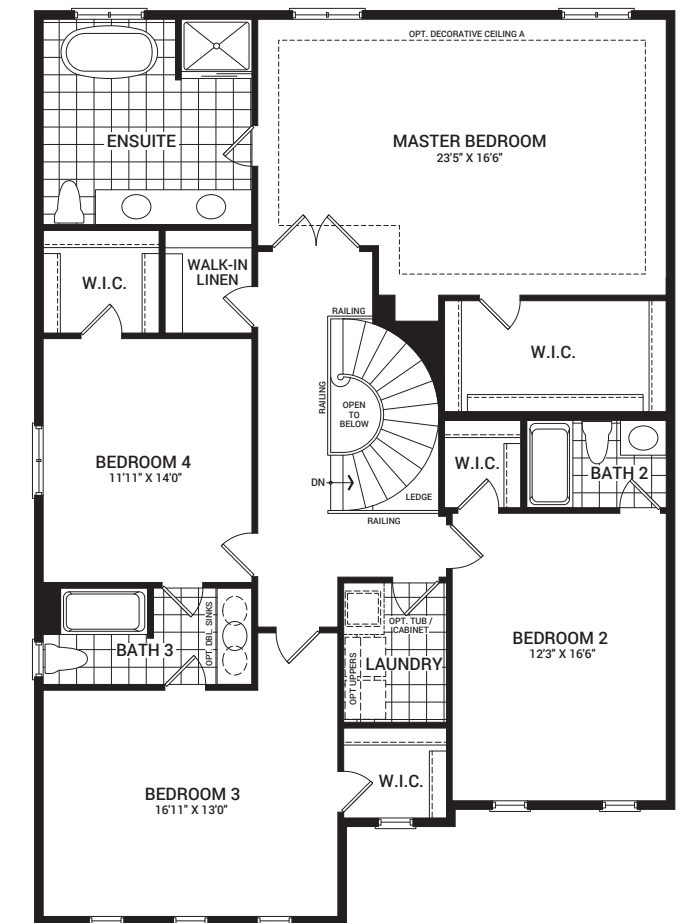 OPT. DECORATIVE CEILING A
ENSUITE
MASTER BEDROOM
23'5" X 16'6"
WALK-IN
LINEN
W.I.C.
RAILING
W.I.C.
RAILING
OPEN
TO
BELOW
BEDROOM 4
11'11" X 14'0"
W.I.C.
BATH 2
DN
LEDGE
RAILING
OPT. DBL. SINKS
OPT. TUB /
CABINET
BATH 3
BEDROOM 2
12'3" X 16'6"
LAUNDRY
OPT UPPERS
W.I.C.
BEDROOM 3
16'11" X 13'0"